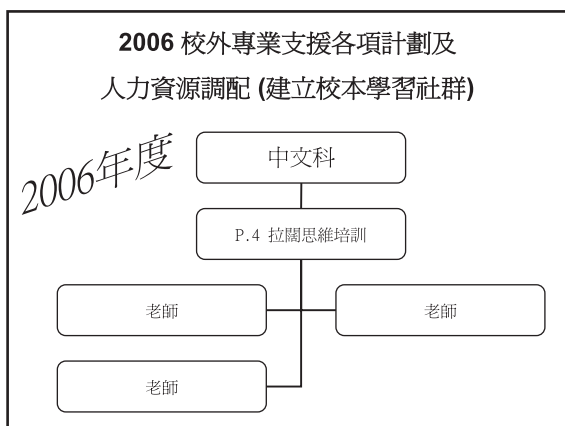 2006 校外專業支援各項計劃及
人力資源調配 (建立校本學習社群)
2006年度
中文科
P.4 拉闊思維培訓
老師
老師
老師